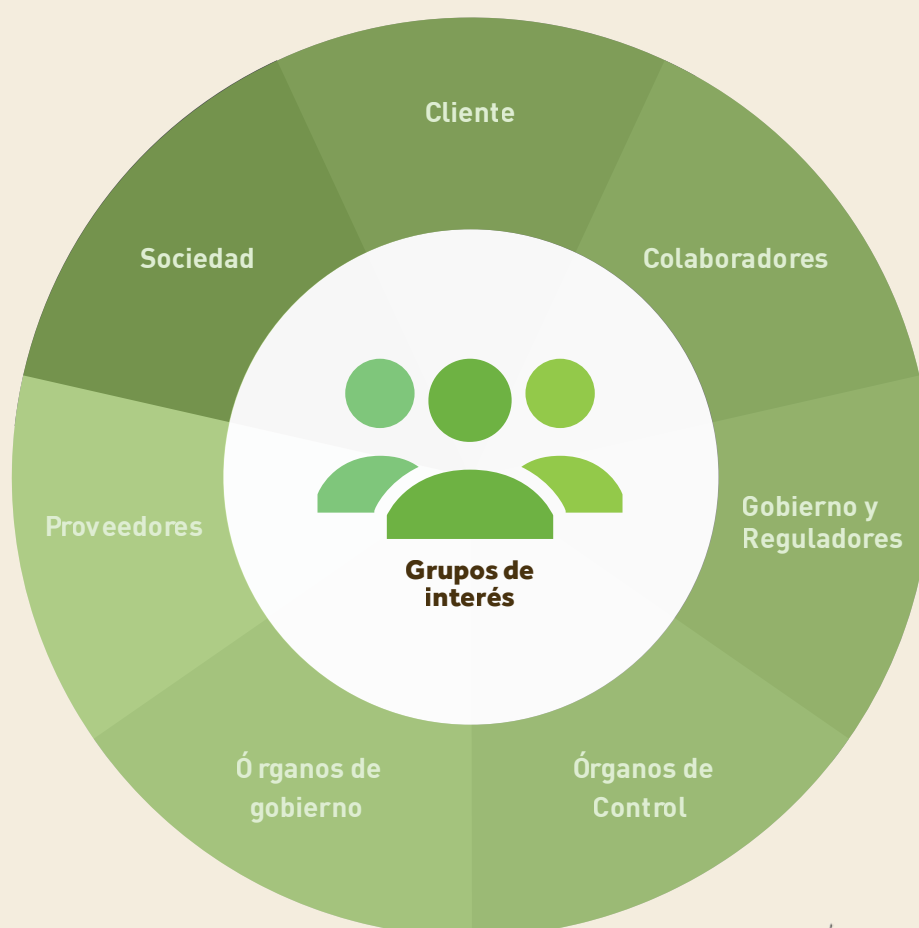 Cliente
Sociedad
Colaboradores
Proveedores
Gobierno y
Reguladores
Grupos de
interés
Ó rganos de
gobierno
Órganos de
Control